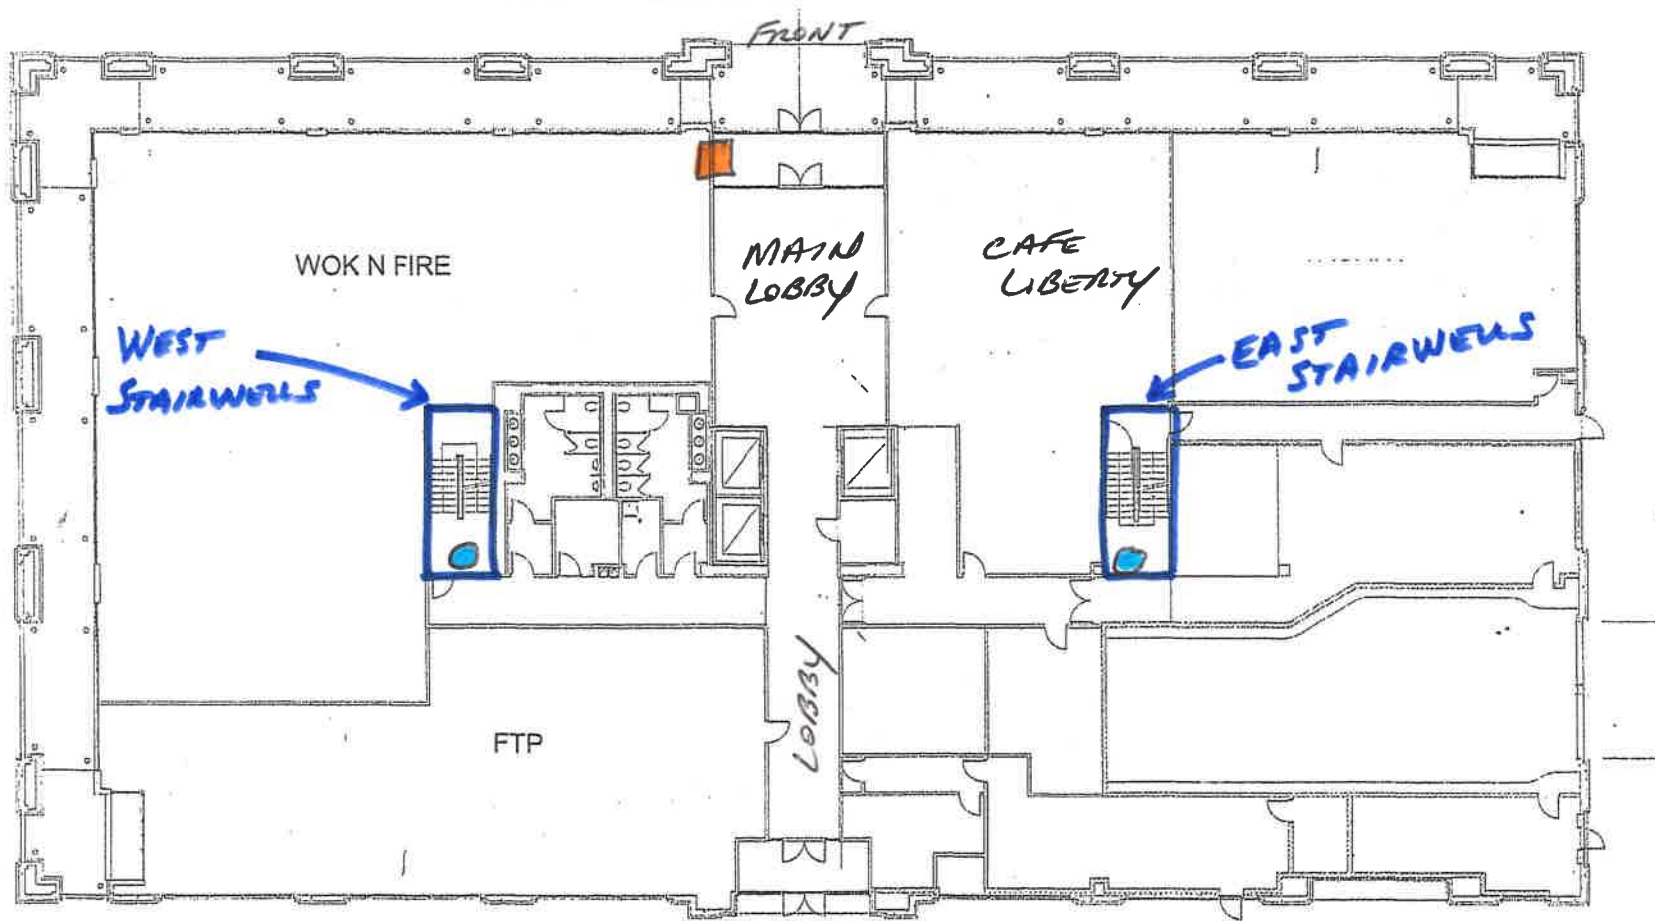 FRONT
WOK N FIRE
MAIN
LOBBY
CAFE
LIBERTY
WEST
STAIRWELLS
EAST
STAIRWELLS
LOBBY
FTP